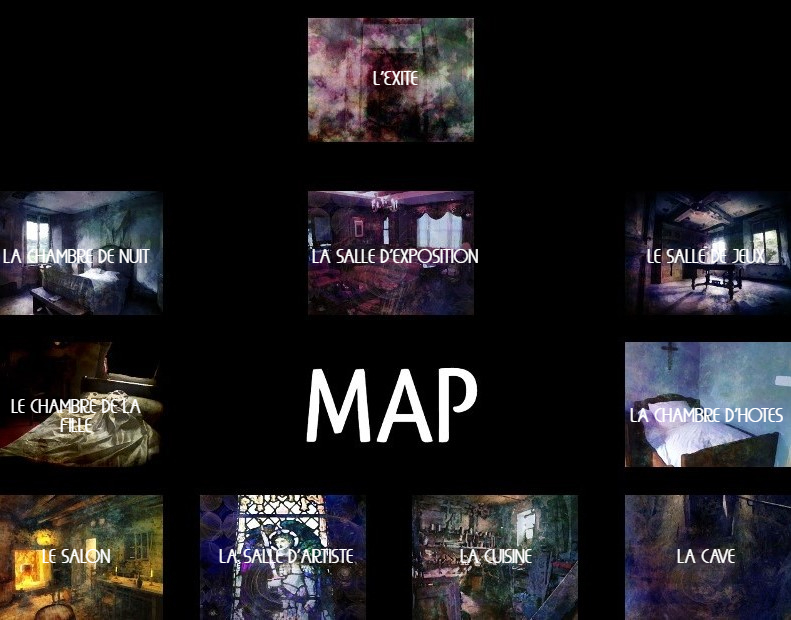 L'EXITE
LA CHAMBRE DE NUIT
LA SALLE D'EXPOSITION
LE SALLE DE JEUX
LE CHAMBRE DE LA
FILLE
MAP
LA CHAMBRE D'HOTES
LE SALON
LA SALLE D'ARTISTE
LA CUISINE
LA CAVE